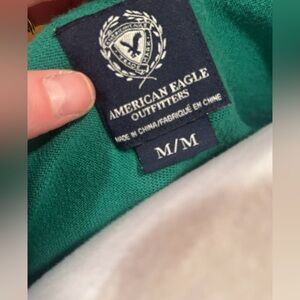 AMERICAN EAGLE
OUTFITTERS
MADE IN CHINA/FABRIQUÉ EN CHINE
M/M